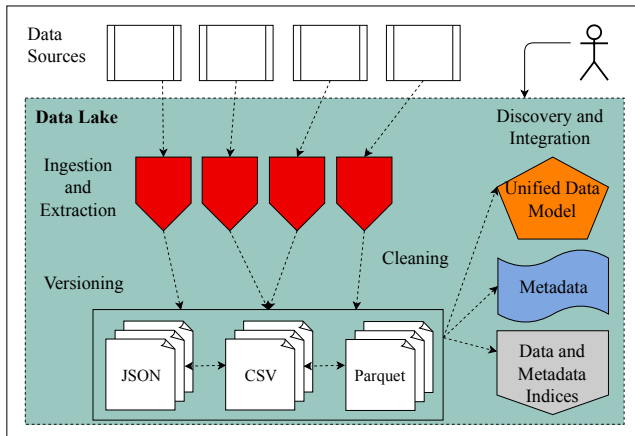 Data
Sources
Data Lake
Discovery and
Integration
Ingestion
and
Extraction
Unified Data
Model
Versioning
Cleaning
Metadata
JSON
CSV
Parquet
Data and
Metadata
Indices